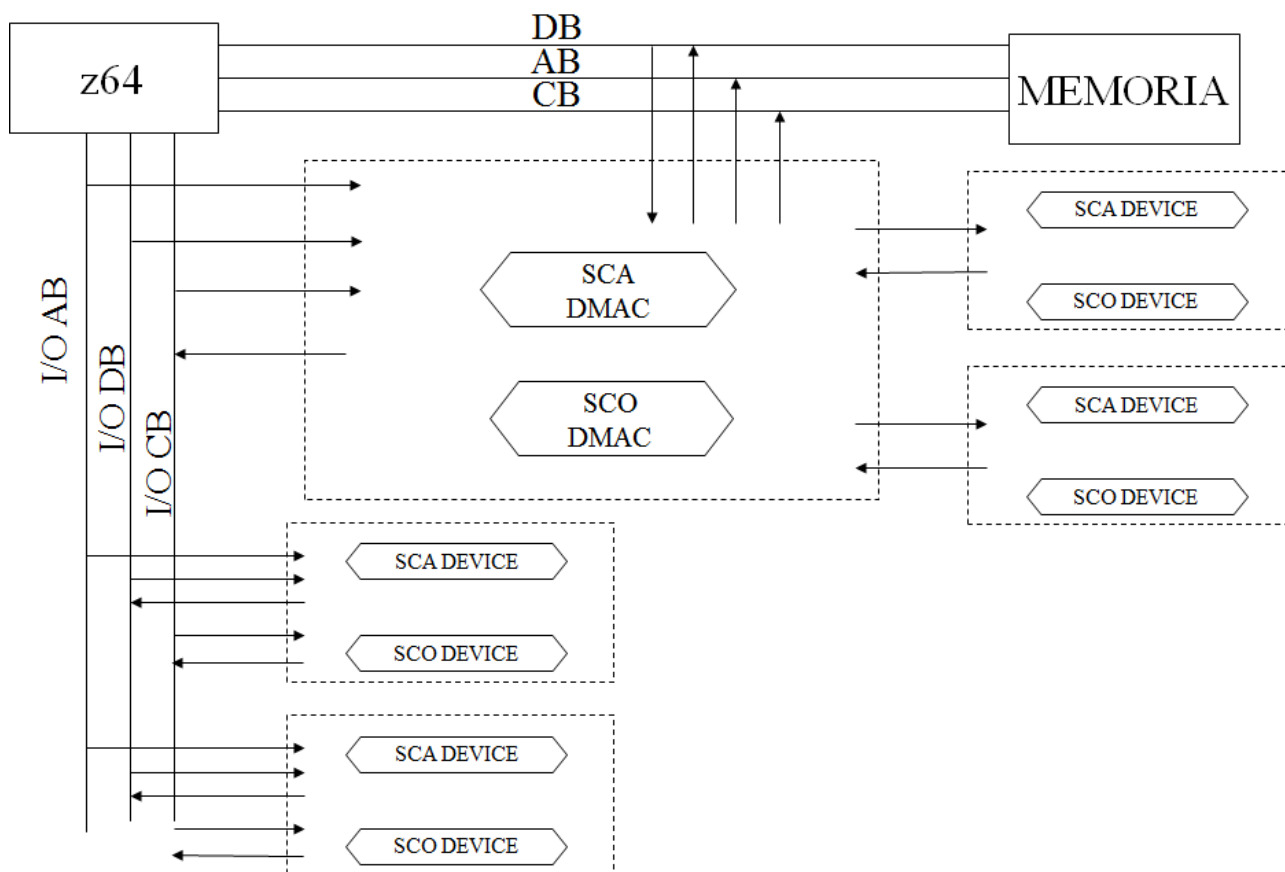 DB
z64
AB
CB
MEMORIA
SCA DEVICE
SCO DEVICE
SCA
DMAC
I/O AB
I/O DB
I/O CB
SCO
DMAC
SCA DEVICE
SCO DEVICE
SCA DEVICE
SCO DEVICE
SCA DEVICE
SCO DEVICE